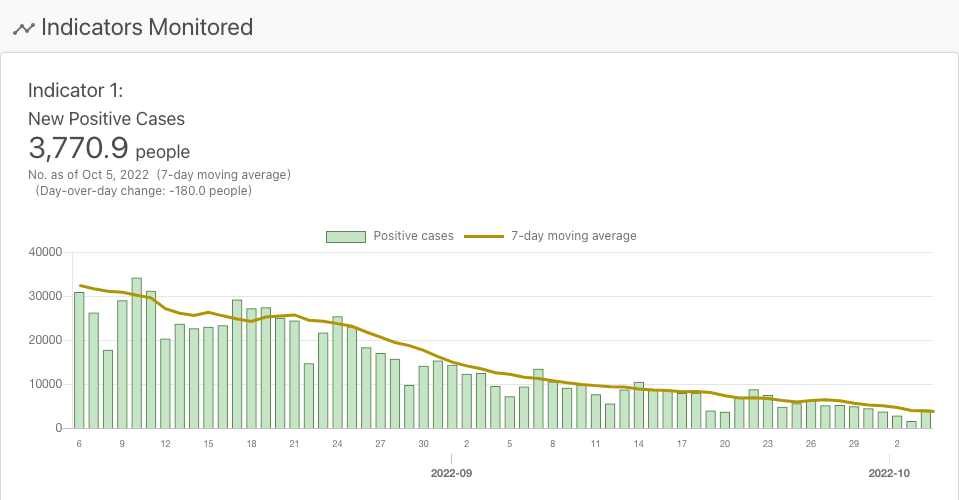 Indicators Monitored
Indicator 1:
New Positive Cases
3,770.9 people
No. as of Oct 5, 2022 (7-day moving average)
(Day-over-day change: -180.0 people)
Positive cases 7-day moving average
40000
30000
20000
10000
0
6 9 12 15 18 21 24 27 30 2 5 8 11 14 17 20 23 26 29 2
2022-09 2022-10